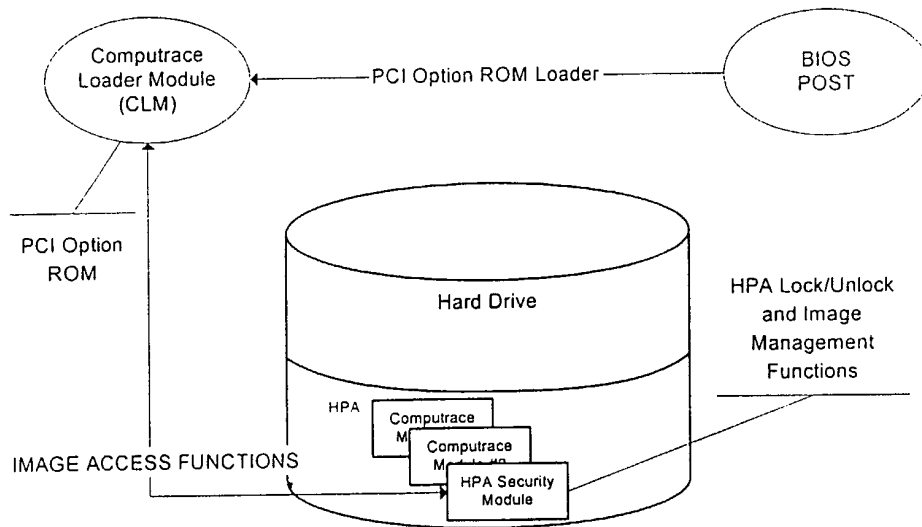 Computrace
Loader Module
(CLM)
PCI Option ROM Loader
BIOS
POST
PCI Option
ROM
Hard Drive
HPA Lock/Unlock
and Image
Management
Functions
HPA
Computrace
Computrace
HPA Security
Module
IMAGE ACCESS FUNCTIONS